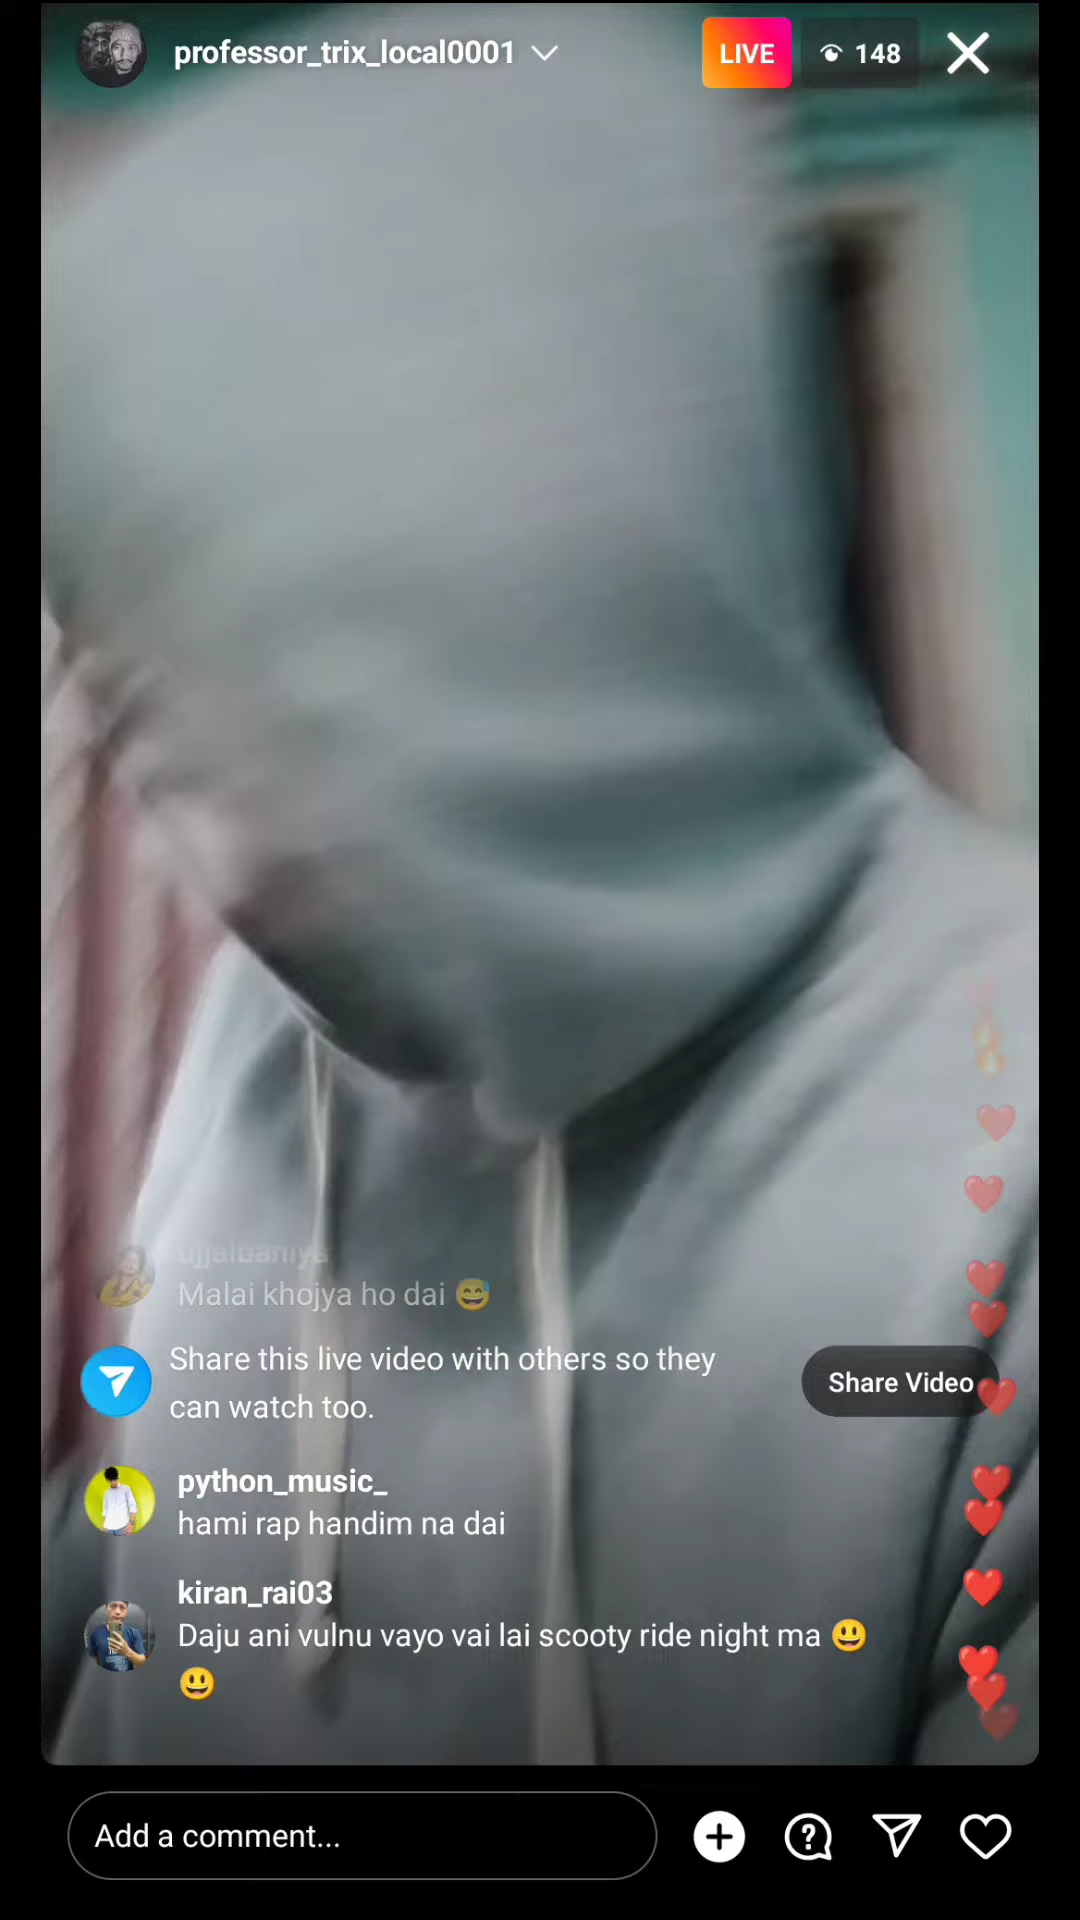 professor_trix_local0001
LIVE
148
ujjalbaniya
Malai khojya ho dai 😅
Share this live video with others so they
can watch too.
Share Video
python_music_
hami rap handim na dai
kiran_rai03
Daju ani vulnu vayo vai lai scooty ride night ma 😃
😃
Add a comment...